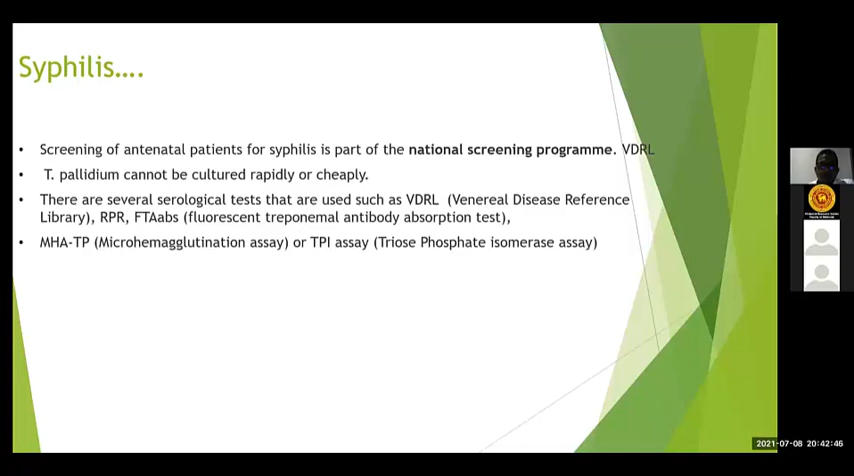 Syphilis....
• Screening of antenatal patients for syphilis is part of the national screening programme. VDRL
• T. pallidium cannot be cultured rapidly or cheaply.
• There are several serological tests that are used such as VDRL (Venereal Disease Reference
Library), RPR, FTAabs (fluorescent treponemal antibody absorption test),
• MHA-TP (Microhemagglutination assay) or TPI assay (Triose Phosphate isomerase assay)
2021-07-08 20:42:46